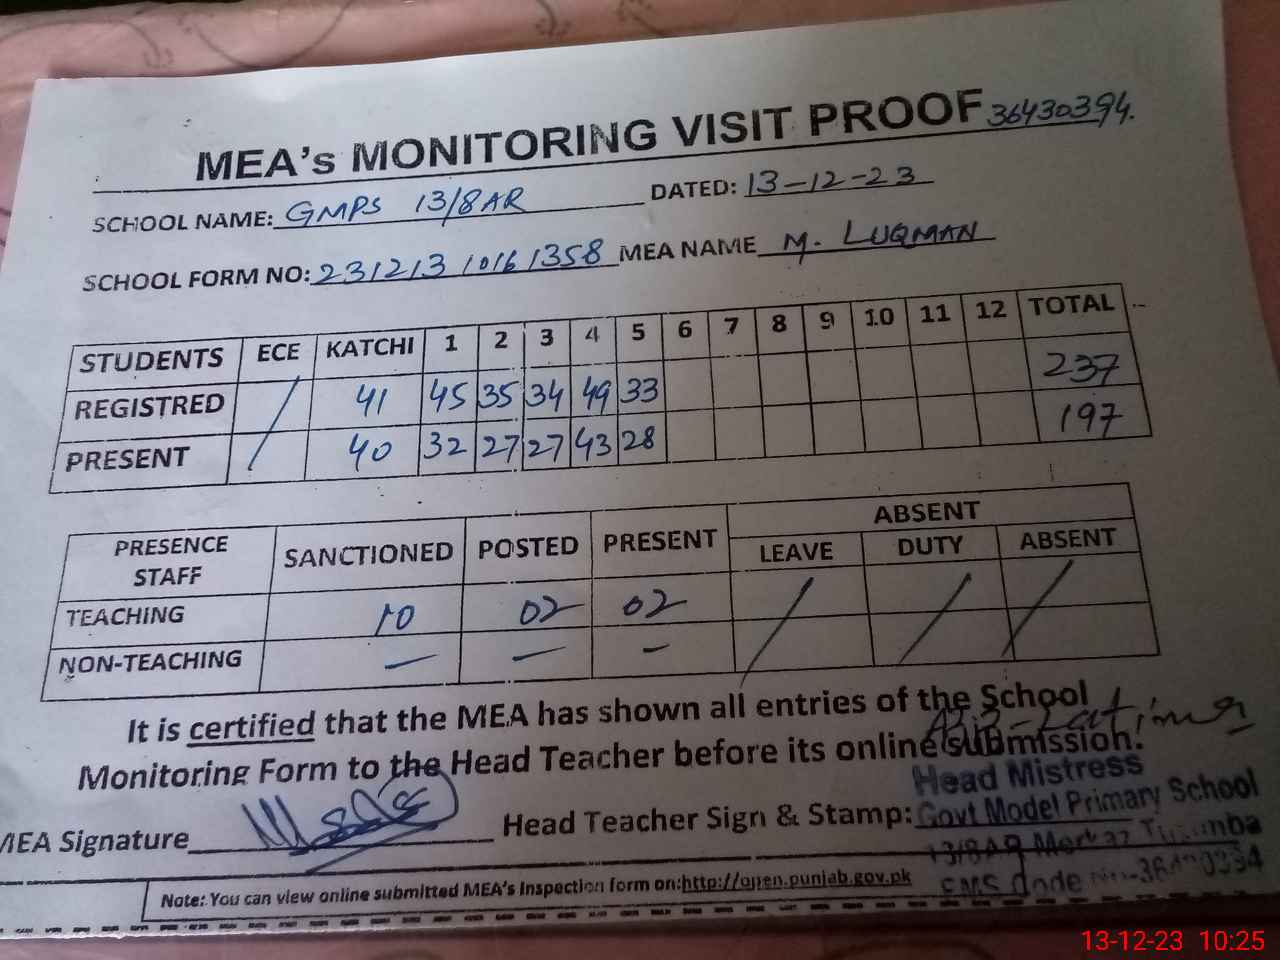 MEA's MONITORING VISIT PROOF 36430394.
SCHOOL NAME: GMPS 13/8AR DATED: 13-12-23
SCHOOL FORM NO: 23121310161358 MEA NAME M. LUQMAN
STUDENTS ECE KATCHI 1 2 3 4 5 6 7 8 9 10 11 12 TOTAL
REGISTRED / 41 45 35 34 49 33 237
PRESENT 40 32 27 27 43 28 197
PRESENCE STAFF SANCTIONED POSTED PRESENT ABSENT
LEAVE DUTY ABSENT
TEACHING 10 02 02 / / /
NON-TEACHING — — —
It is certified that the MEA has shown all entries of the School
Monitoring Form to the Head Teacher before its online submission.
Head Mistress
MEA Signature Head Teacher Sign & Stamp: Govt Model Primary School
13/8AR
Note: You can view online submitted MEA's Inspection form on:http://open.punjab.gov.pk
13-12-23 10:25